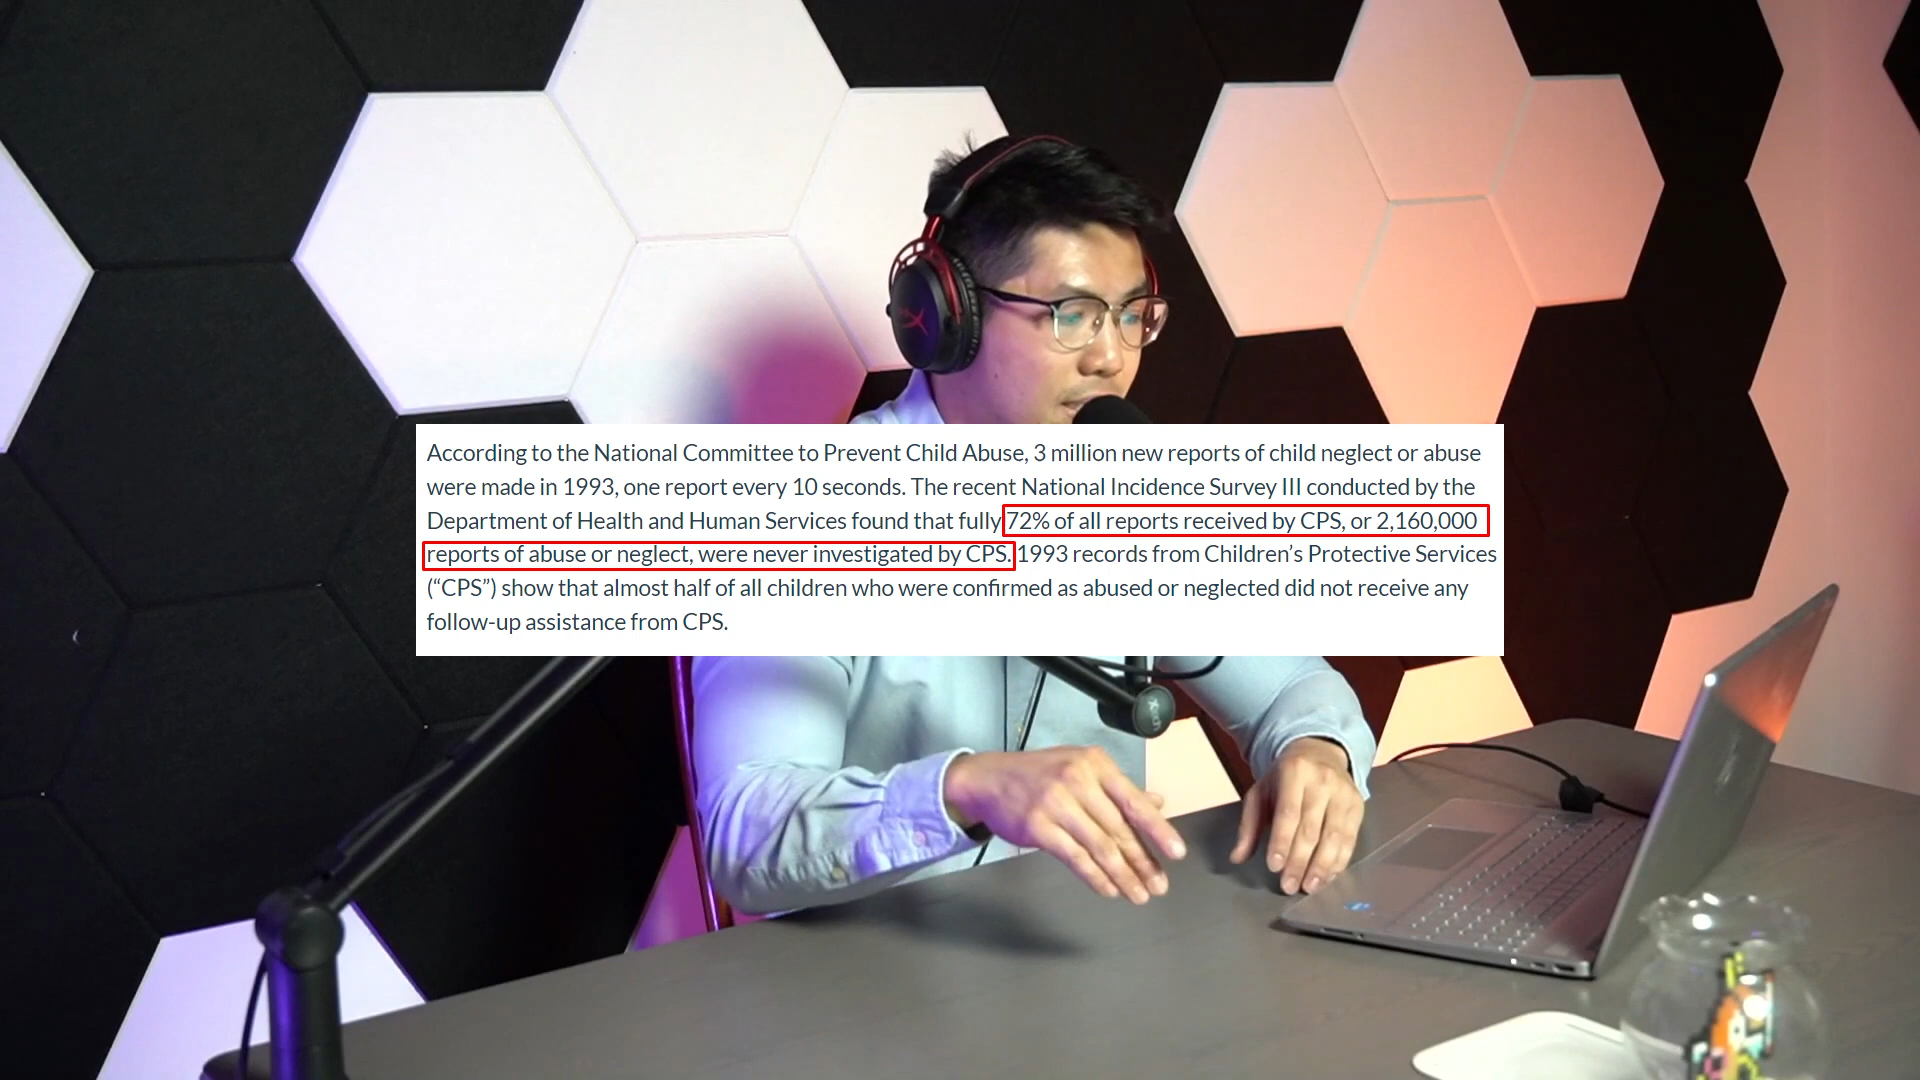 According to the National Committee to Prevent Child Abuse, 3 million new reports of child neglect or abuse
were made in 1993, one report every 10 seconds. The recent National Incidence Survey III conducted by the
Department of Health and Human Services found that fully 72% of all reports received by CPS, or 2,160,000
reports of abuse or neglect, were never investigated by CPS. 1993 records from Children’s Protective Services
(“CPS”) show that almost half of all children who were confirmed as abused or neglected did not receive any
follow-up assistance from CPS.